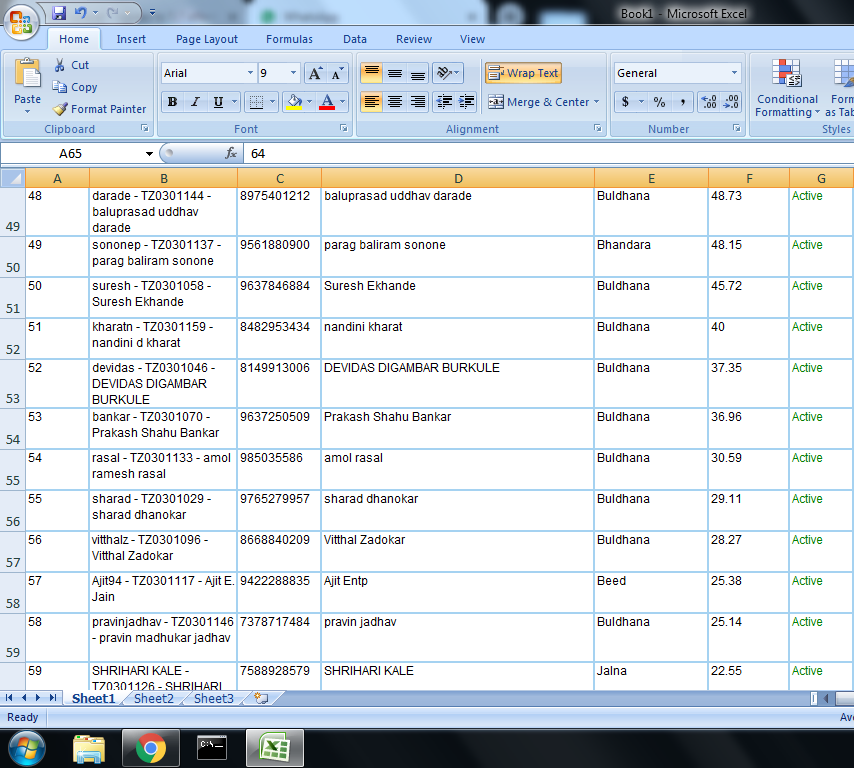 Book1 - Microsoft Excel
Home Insert Page Layout Formulas Data Review View
Paste
Cut
Copy
Format Painter
Clipboard
Arial 9
B I U
Font
Wrap Text
Merge & Center
Alignment
General
$ % ,
Number
Conditional Formatting
Form
as Tab
Styles
A65 fx 64
A B C D E F G
49 48 darade - TZ0301144 - baluprasad uddhav darade 8975401212 baluprasad uddhav darade Buldhana 48.73 Active
50 49 sononep - TZ0301137 - parag baliram sonone 9561880900 parag baliram sonone Bhandara 48.15 Active
51 50 suresh - TZ0301058 - Suresh Ekhande 9637846884 Suresh Ekhande Buldhana 45.72 Active
52 51 kharatn - TZ0301159 - nandini d kharat 8482953434 nandini kharat Buldhana 40 Active
53 52 devidas - TZ0301046 - DEVIDAS DIGAMBAR BURKULE 8149913006 DEVIDAS DIGAMBAR BURKULE Buldhana 37.35 Active
54 53 bankar - TZ0301070 - Prakash Shahu Bankar 9637250509 Prakash Shahu Bankar Buldhana 36.96 Active
55 54 rasal - TZ0301133 - amol ramesh rasal 985035586 amol rasal Buldhana 30.59 Active
56 55 sharad - TZ0301029 - sharad dhanokar 9765279957 sharad dhanokar Buldhana 29.11 Active
57 56 vitthalz - TZ0301096 - Vitthal Zadokar 8668840209 Vitthal Zadokar Buldhana 28.27 Active
58 57 Ajit94 - TZ0301117 - Ajit E. Jain 9422288835 Ajit Entp Beed 25.38 Active
59 58 pravinjadhav - TZ0301146 - pravin madhukar jadhav 7378717484 pravin jadhav Buldhana 25.14 Active
59 SHRIHARI KALE - TZ0301126 - SHRIHARI 7588928579 SHRIHARI KALE Jalna 22.55 Active
Sheet1 Sheet2 Sheet3
Ready Av